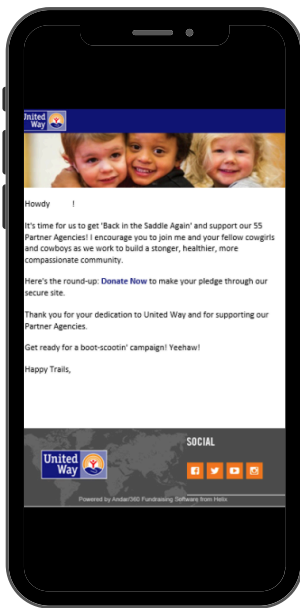 United
Way
Howdy !
It's time for us to get 'Back in the Saddle Again' and support our 55
Partner Agencies! I encourage you to join me and your fellow cowgirls
and cowboys as we work to build a stonger, healthier, more
compassionate community.
Here's the round-up: Donate Now to make your pledge through our
secure site.
Thank you for your dedication to United Way and for supporting our
Partner Agencies.
Get ready for a boot-scootin' campaign! Yeehaw!
Happy Trails,
SOCIAL
United
Way
Powered by Andar/360 Fundraising Software from Helix